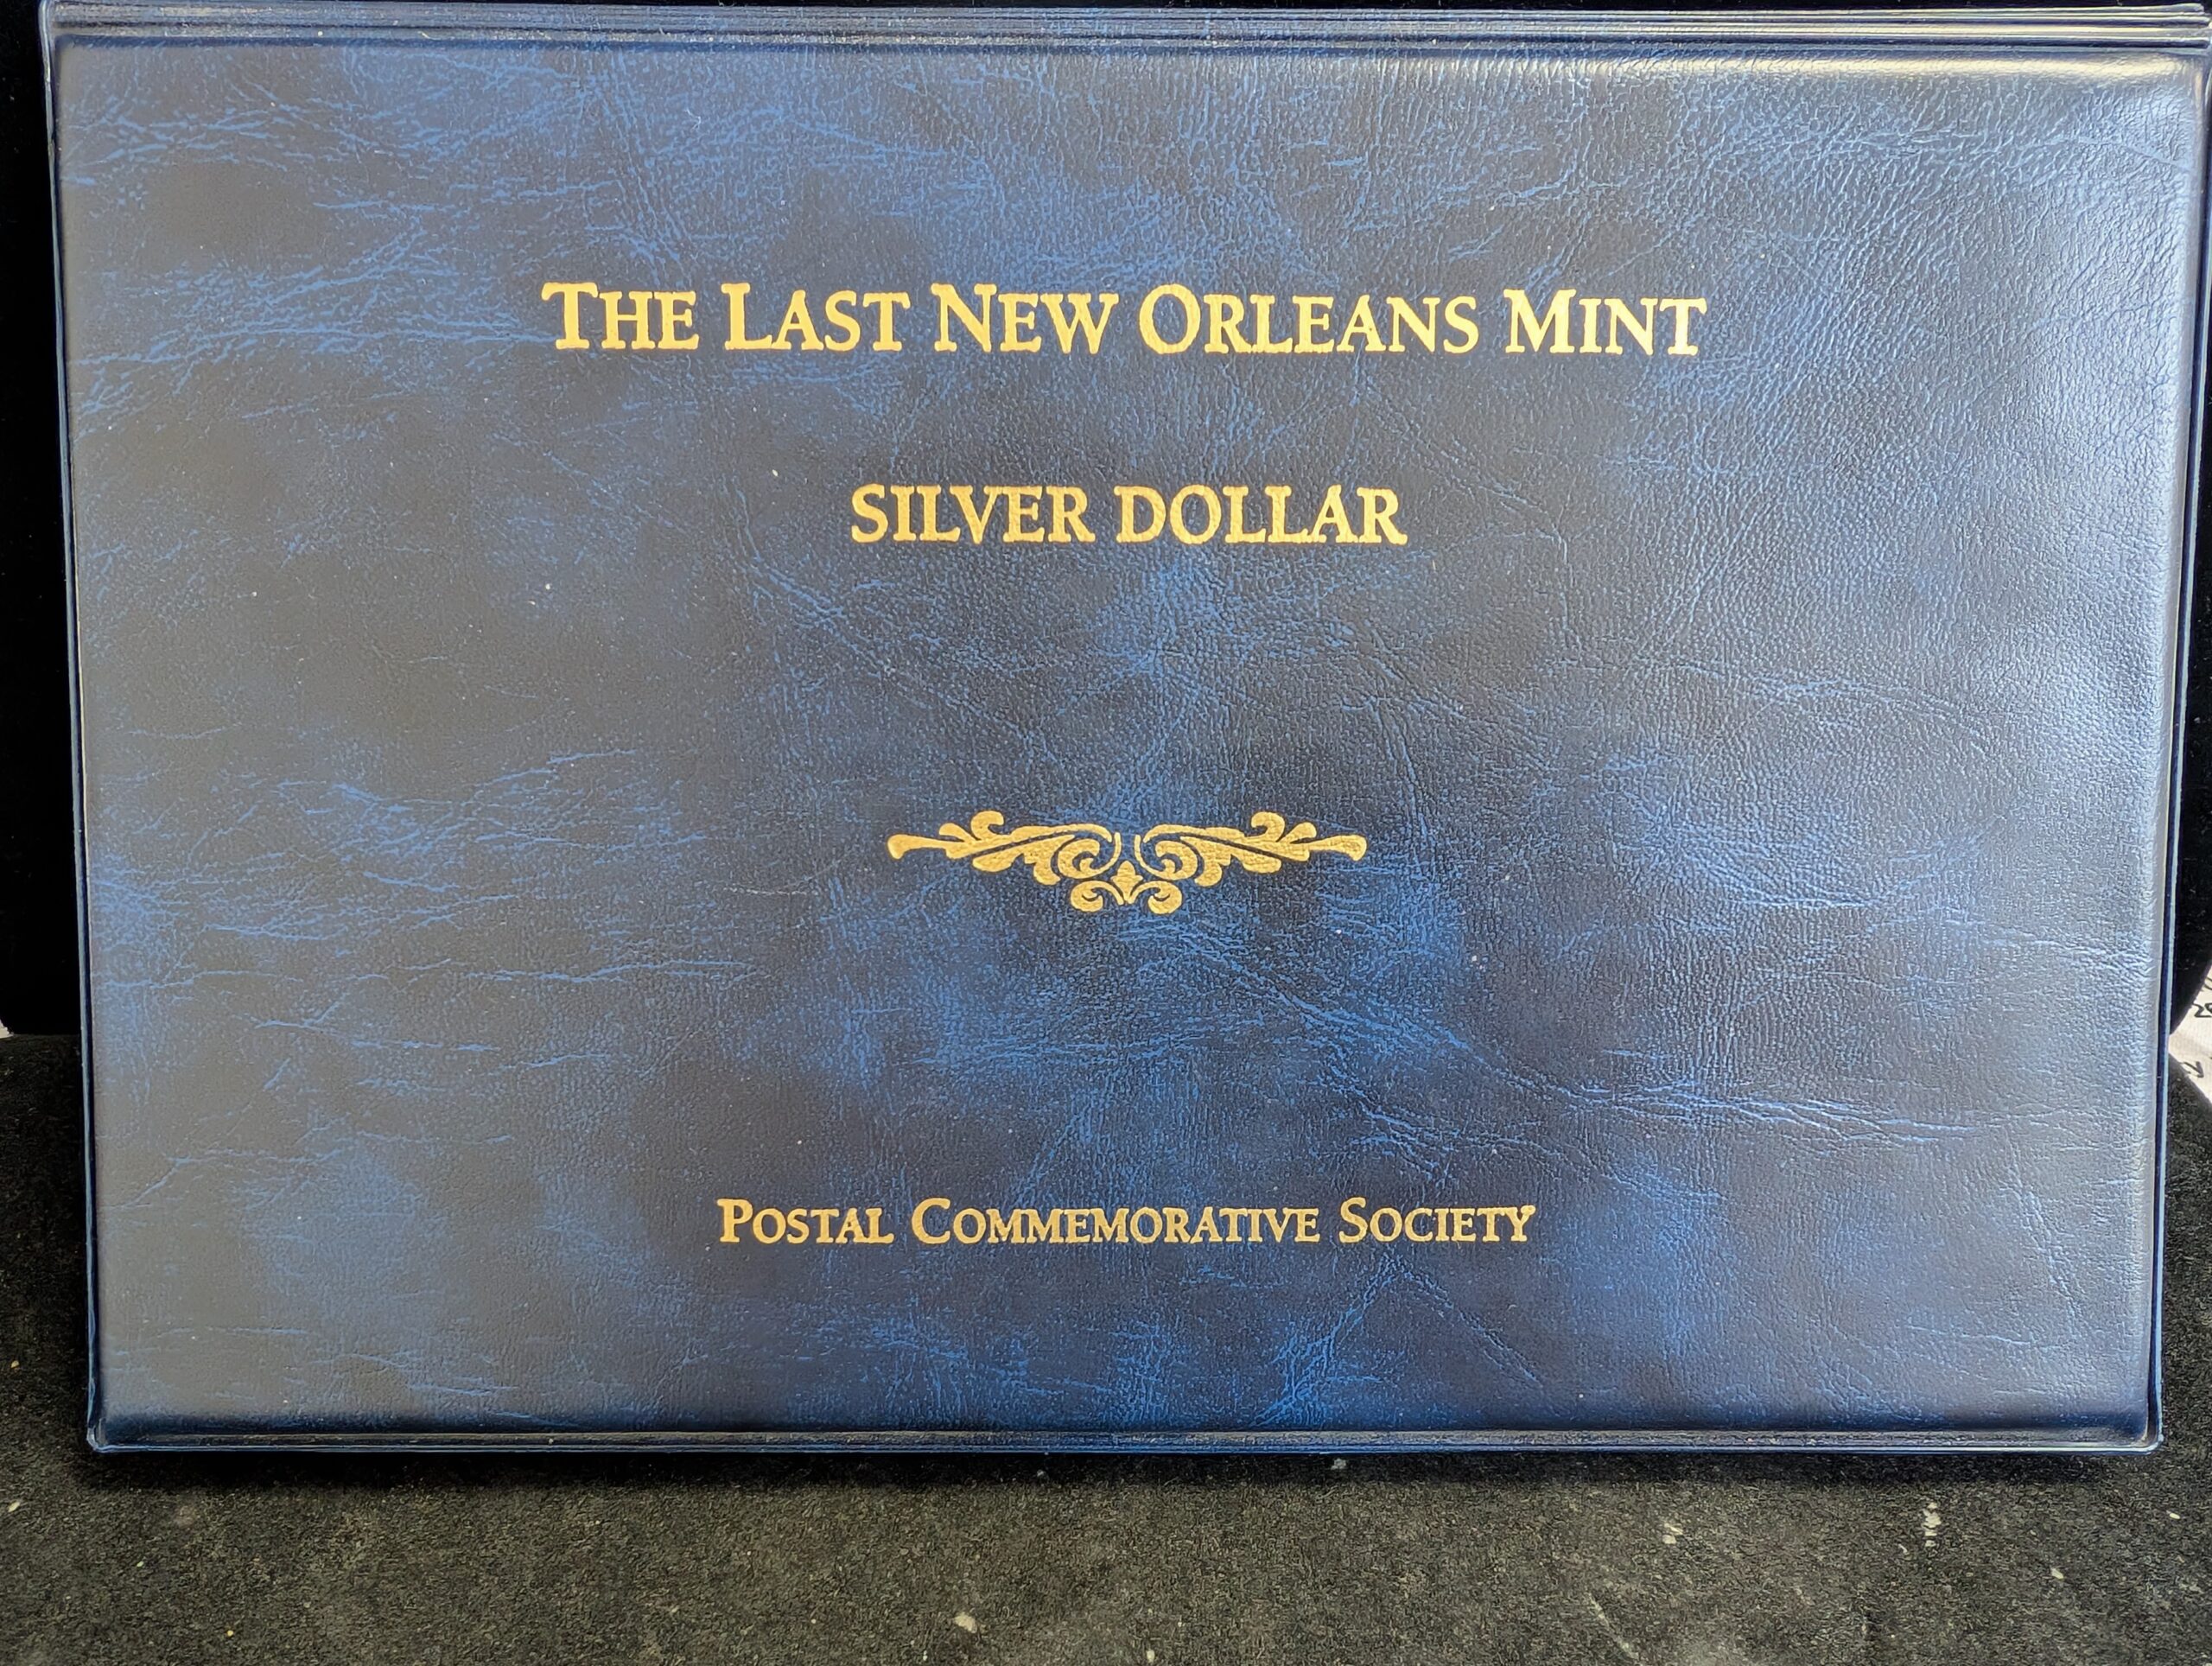 THE LAST NEW ORLEANS MINT
SILVER DOLLAR
POSTAL COMMEMORATIVE SOCIETY